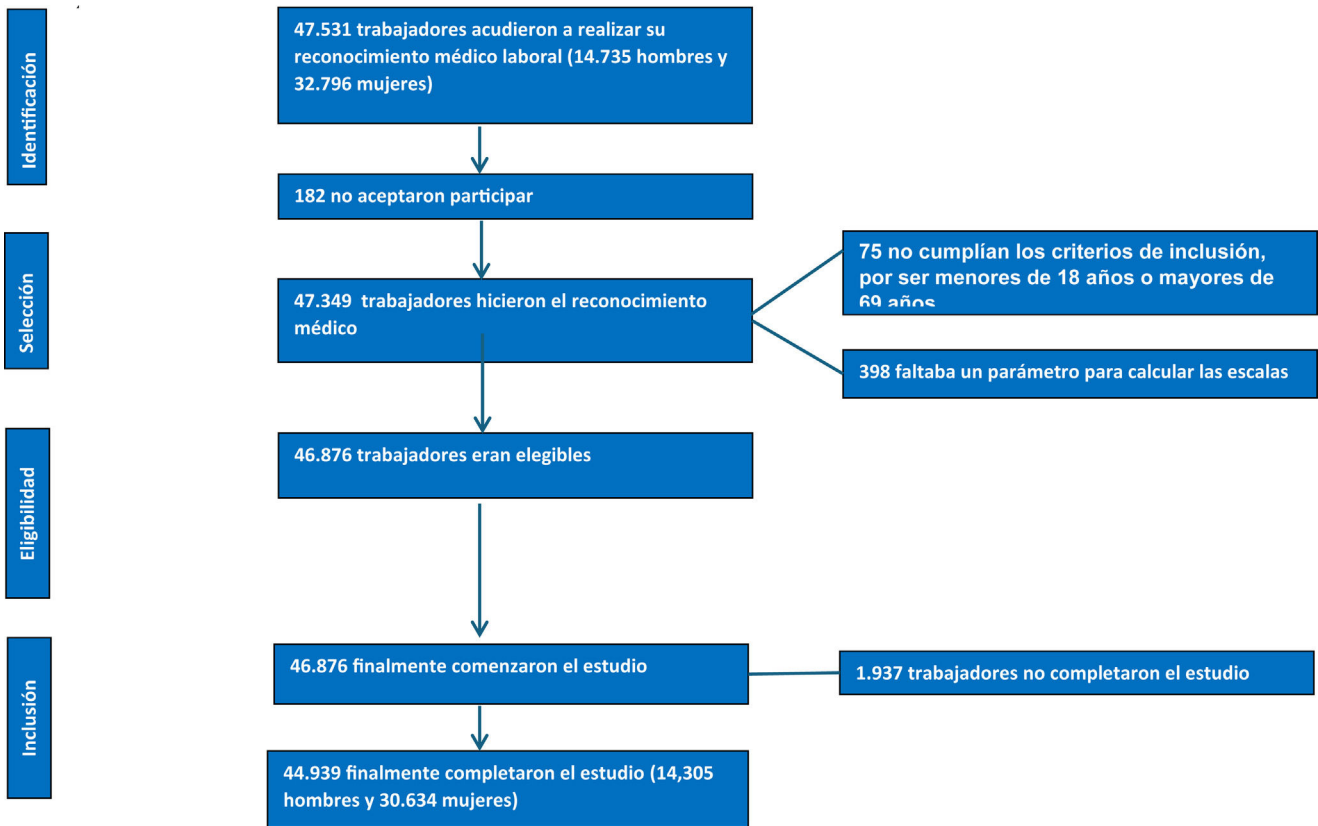 Identificación
47.531 trabajadores acudieron a realizar su
reconocimiento médico laboral (14.735 hombres y
32.796 mujeres)
182 no aceptaron participar
Selección
47.349 trabajadores hicieron el reconocimiento
médico
75 no cumplían los criterios de inclusión,
por ser menores de 18 años o mayores de
69 años
398 faltaba un parámetro para calcular las escalas
Eligibilidad
46.876 trabajadores eran elegibles
Inclusión
46.876 finalmente comenzaron el estudio
1.937 trabajadores no completaron el estudio
44.939 finalmente completaron el estudio (14,305
hombres y 30.634 mujeres)